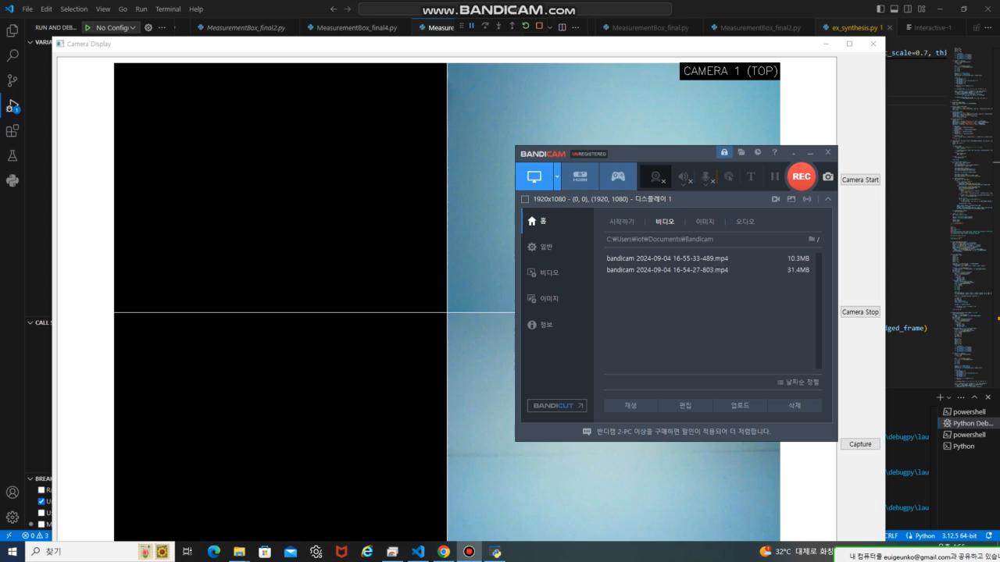 File Edit Selection View Go Run Terminal Help
www.BANDICAM.com
RUN AND DEB... No Config
MeasurementBox_final2.py
MeasurementBox_final4.py
Measure
MeasurementBox_final.py
MeasurementBox_final2.py
ex_synthesis.py 1
Interactive-1
VARIA
Camera Display
_scale=0.7, thi
CAMERA 1 (TOP)
BANDICAM UNREGISTERED
REC
Camera Start
1920x1080 - (0, 0), (1920, 1080) - 디스플레이 1
홈
시작하기 비디오 이미지 오디오
C:₩Users₩iot₩Documents₩Bandicam
일반
bandicam 2024-09-04 16-55-33-489.mp4 10.3MB
bandicam 2024-09-04 16-54-27-803.mp4 31.4MB
비디오
이미지
정보
Camera Stop
CALL S
dged_frame)
날짜순 정렬
BANDICUT
재생 편집 업로드 삭제
반디캠 2-PC 이상을 구매하면 할인이 적용되어 더 저렴합니다.
Capture
powershell
Python Deb...
powershell
Python
\debugpy\lau
\debugpy\lau
\debugpy\lau
BREAK
0 3
CRLF Python 3.12.5 64-bit
찾기
32°C 대체로 화창
내 컴퓨터를 euigeunko@gmail.com과 공유하고 있습니